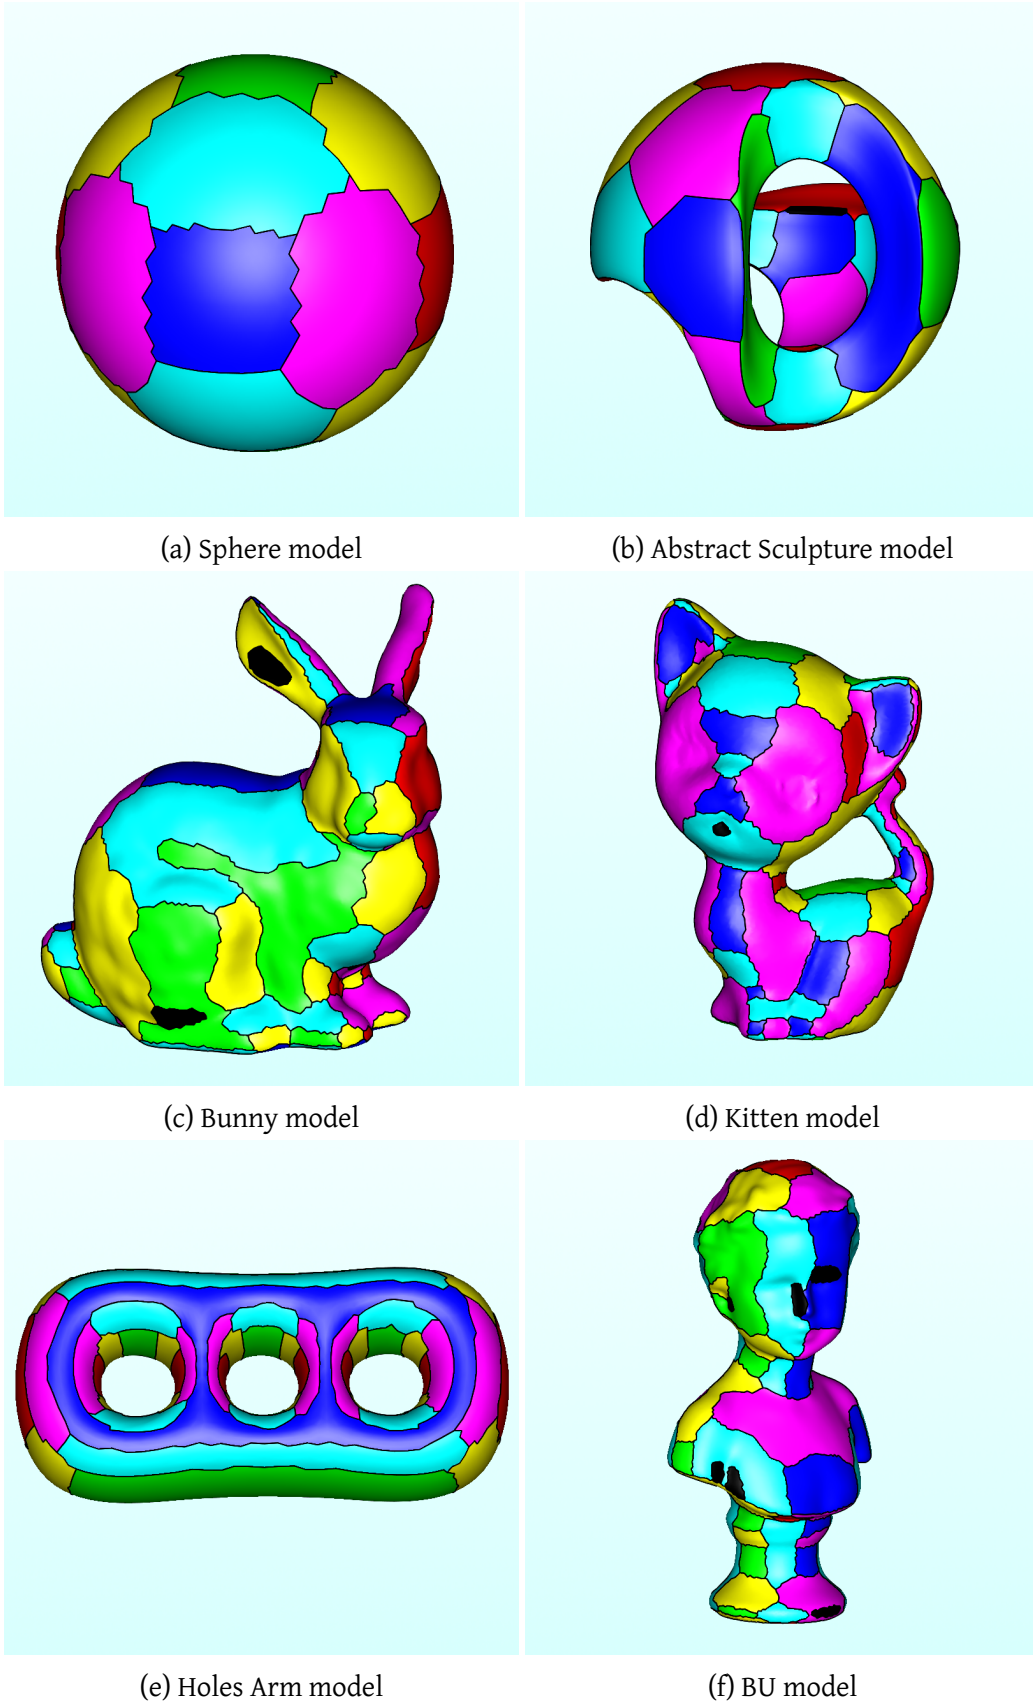 (a) Sphere model
(b) Abstract Sculpture model
(c) Bunny model
(d) Kitten model
(e) Holes Arm model
(f) BU model